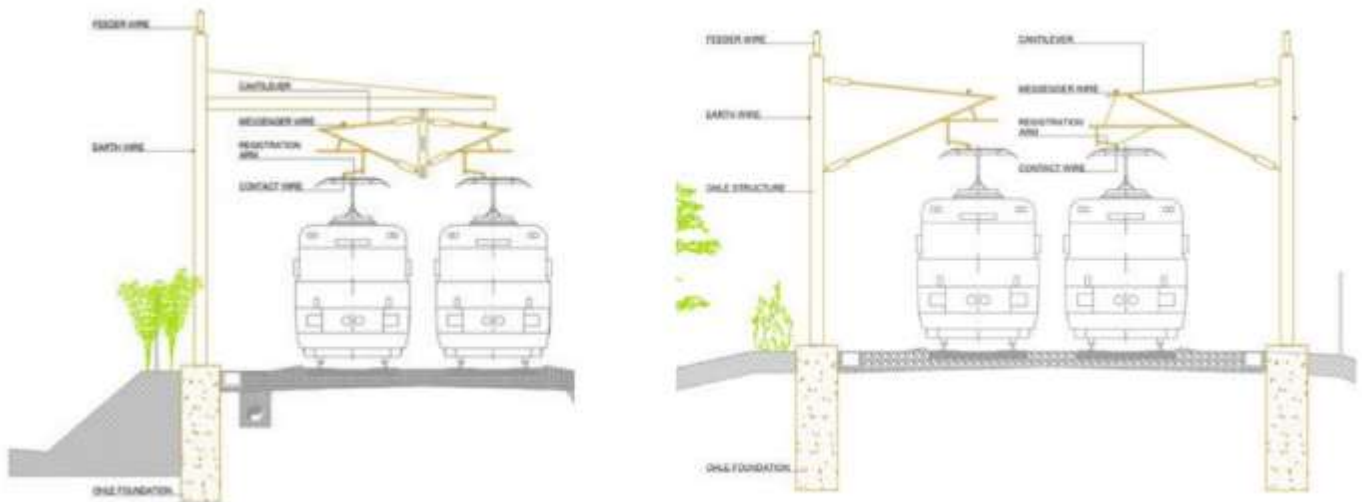 FEEDER WIRE
CANTILEVER
MESSENGER WIRE
EARTH WIRE
REGISTRATION
ARM
CONTACT WIRE
OHLE FOUNDATION
FEEDER WIRE
CANTILEVER
MESSENGER WIRE
EARTH WIRE
REGISTRATION
ARM
CONTACT WIRE
OHLE STRUCTURE
OHLE FOUNDATION